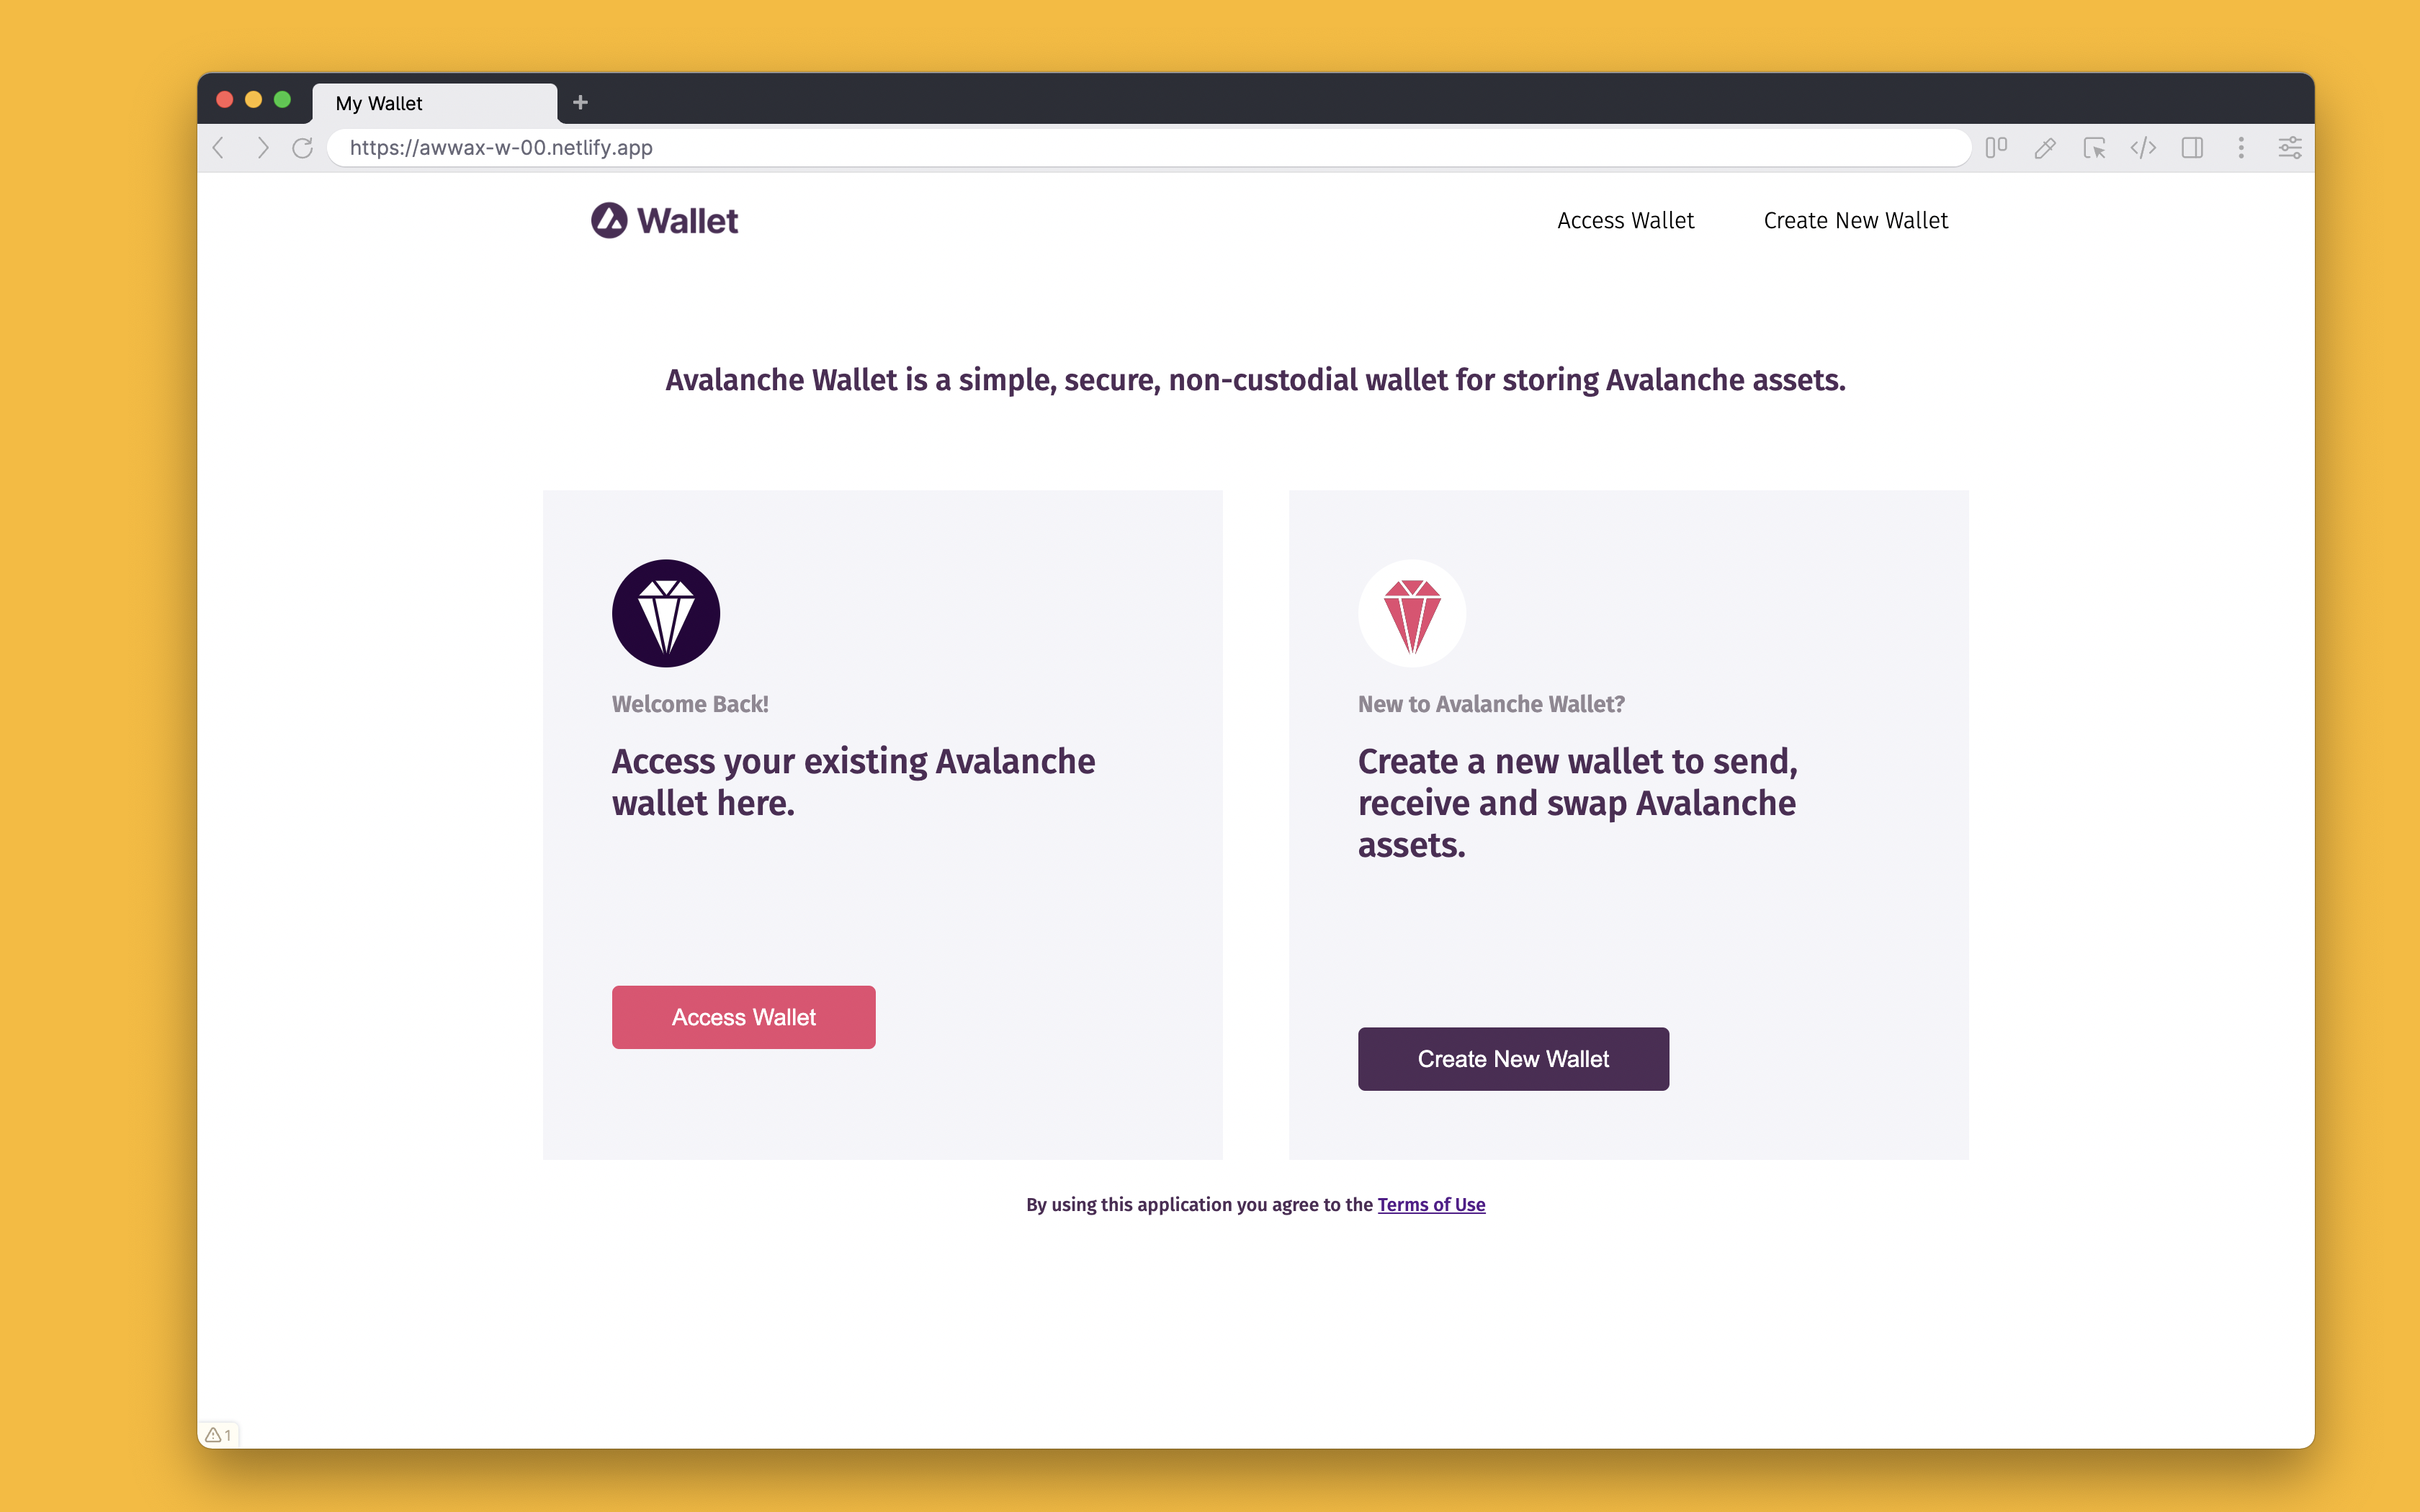 My Wallet
https://awwax-w-00.netlify.app
Wallet
Access Wallet
Create New Wallet
Avalanche Wallet is a simple, secure, non-custodial wallet for storing Avalanche assets.
Welcome Back!
Access your existing Avalanche
wallet here.
Access Wallet
New to Avalanche Wallet?
Create a new wallet to send,
receive and swap Avalanche
assets.
Create New Wallet
By using this application you agree to the Terms of Use
1